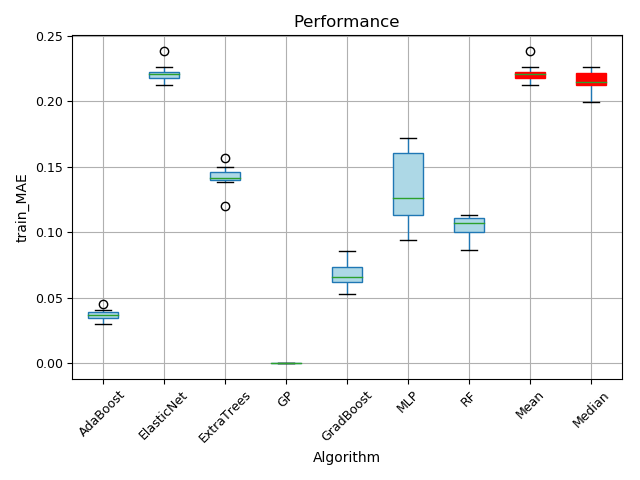 Performance
train_MAE
0.25
0.20
0.15
0.10
0.05
0.00
AdaBoost
ElasticNet
ExtraTrees
GP
GradBoost
MLP
RF
Mean
Median
Algorithm